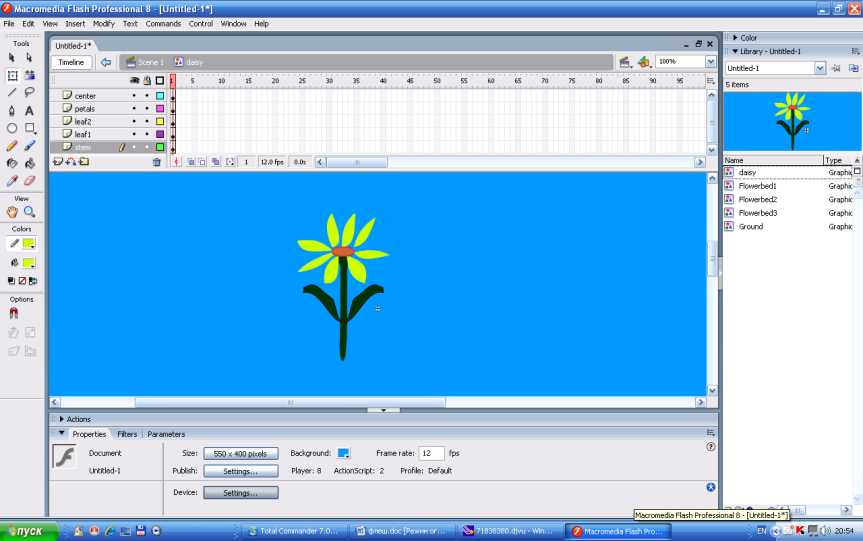 Macromedia Flash Professional 8 - [Untitled-1*]
File Edit View Insert Modify Text Commands Control Window Help
Tools
View
Colors
Options
Untitled-1*
Timeline Scene 1 daisy 100%
1 5 10 15 20 25 30 35 40 45 50 55 60 65 70 75 80 85 90 95
center
petals
leaf2
leaf1
stem
1 12.0 fps 0.0s
Actions
Properties Filters Parameters
Document
Untitled-1
Size: 550 x 400 pixels Background: Frame rate: 12 fps
Publish: Settings... Player: 8 ActionScript: 2 Profile: Default
Device: Settings...
Color
Library - Untitled-1
Untitled-1
5 items
Name Type
daisy Graphic
Flowerbed1 Graphic
Flowerbed2 Graphic
Flowerbed3 Graphic
Ground Graphic
Macromedia Flash Professional 8 - [Untitled-1*]
пуск
Total Commander 7.0...
флеш.doc [Режим ог...
71838380.djvu - Win...
Macromedia Flash Pro...
EN
20:54